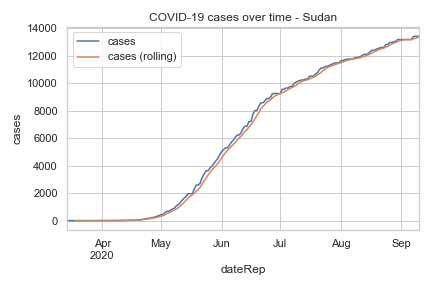 COVID-19 cases over time - Sudan
cases
cases (rolling)
14000
12000
10000
8000
6000
4000
2000
0
cases
Apr
2020
May
Jun
Jul
Aug
Sep
dateRep